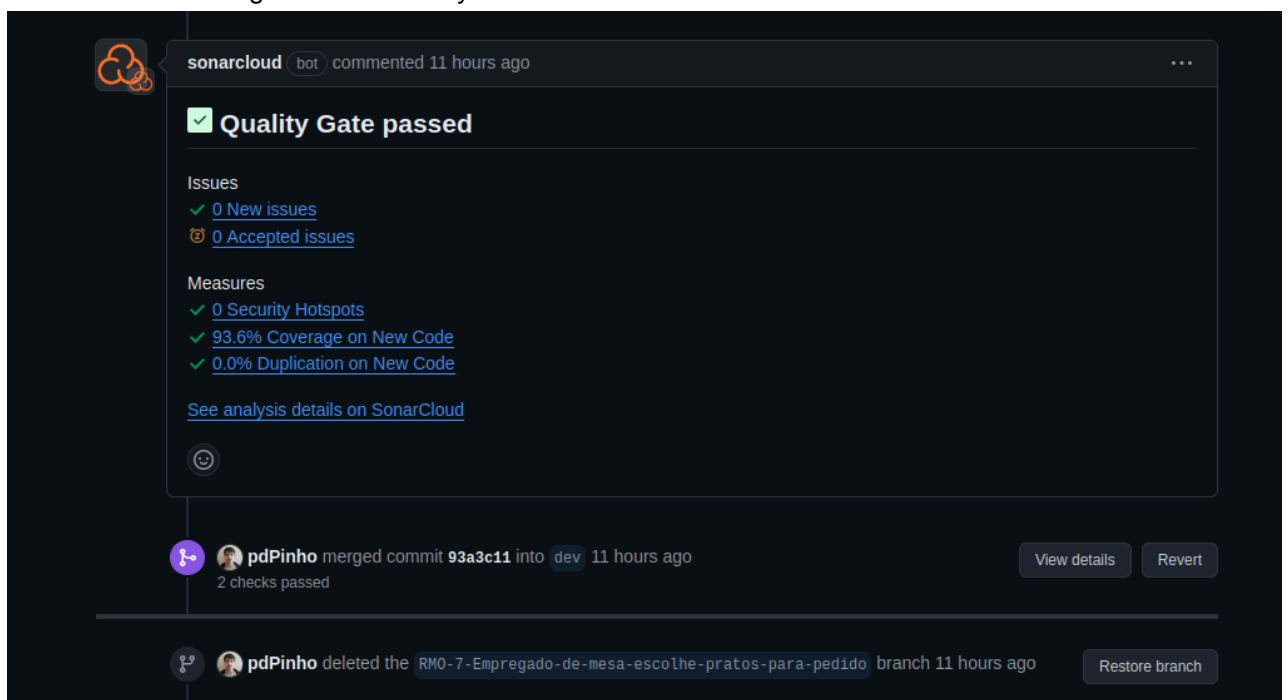 sonarcloud bot commented 11 hours ago
Quality Gate passed
Issues
0 New issues
0 Accepted issues
Measures
0 Security Hotspots
93.6% Coverage on New Code
0.0% Duplication on New Code
See analysis details on SonarCloud
pdPinho merged commit 93a3c11 into dev 11 hours ago
View details
Revert
2 checks passed
pdPinho deleted the RMO-7-Empregado-de-mesa-escolhe-pratos-para-pedido branch 11 hours ago
Restore branch